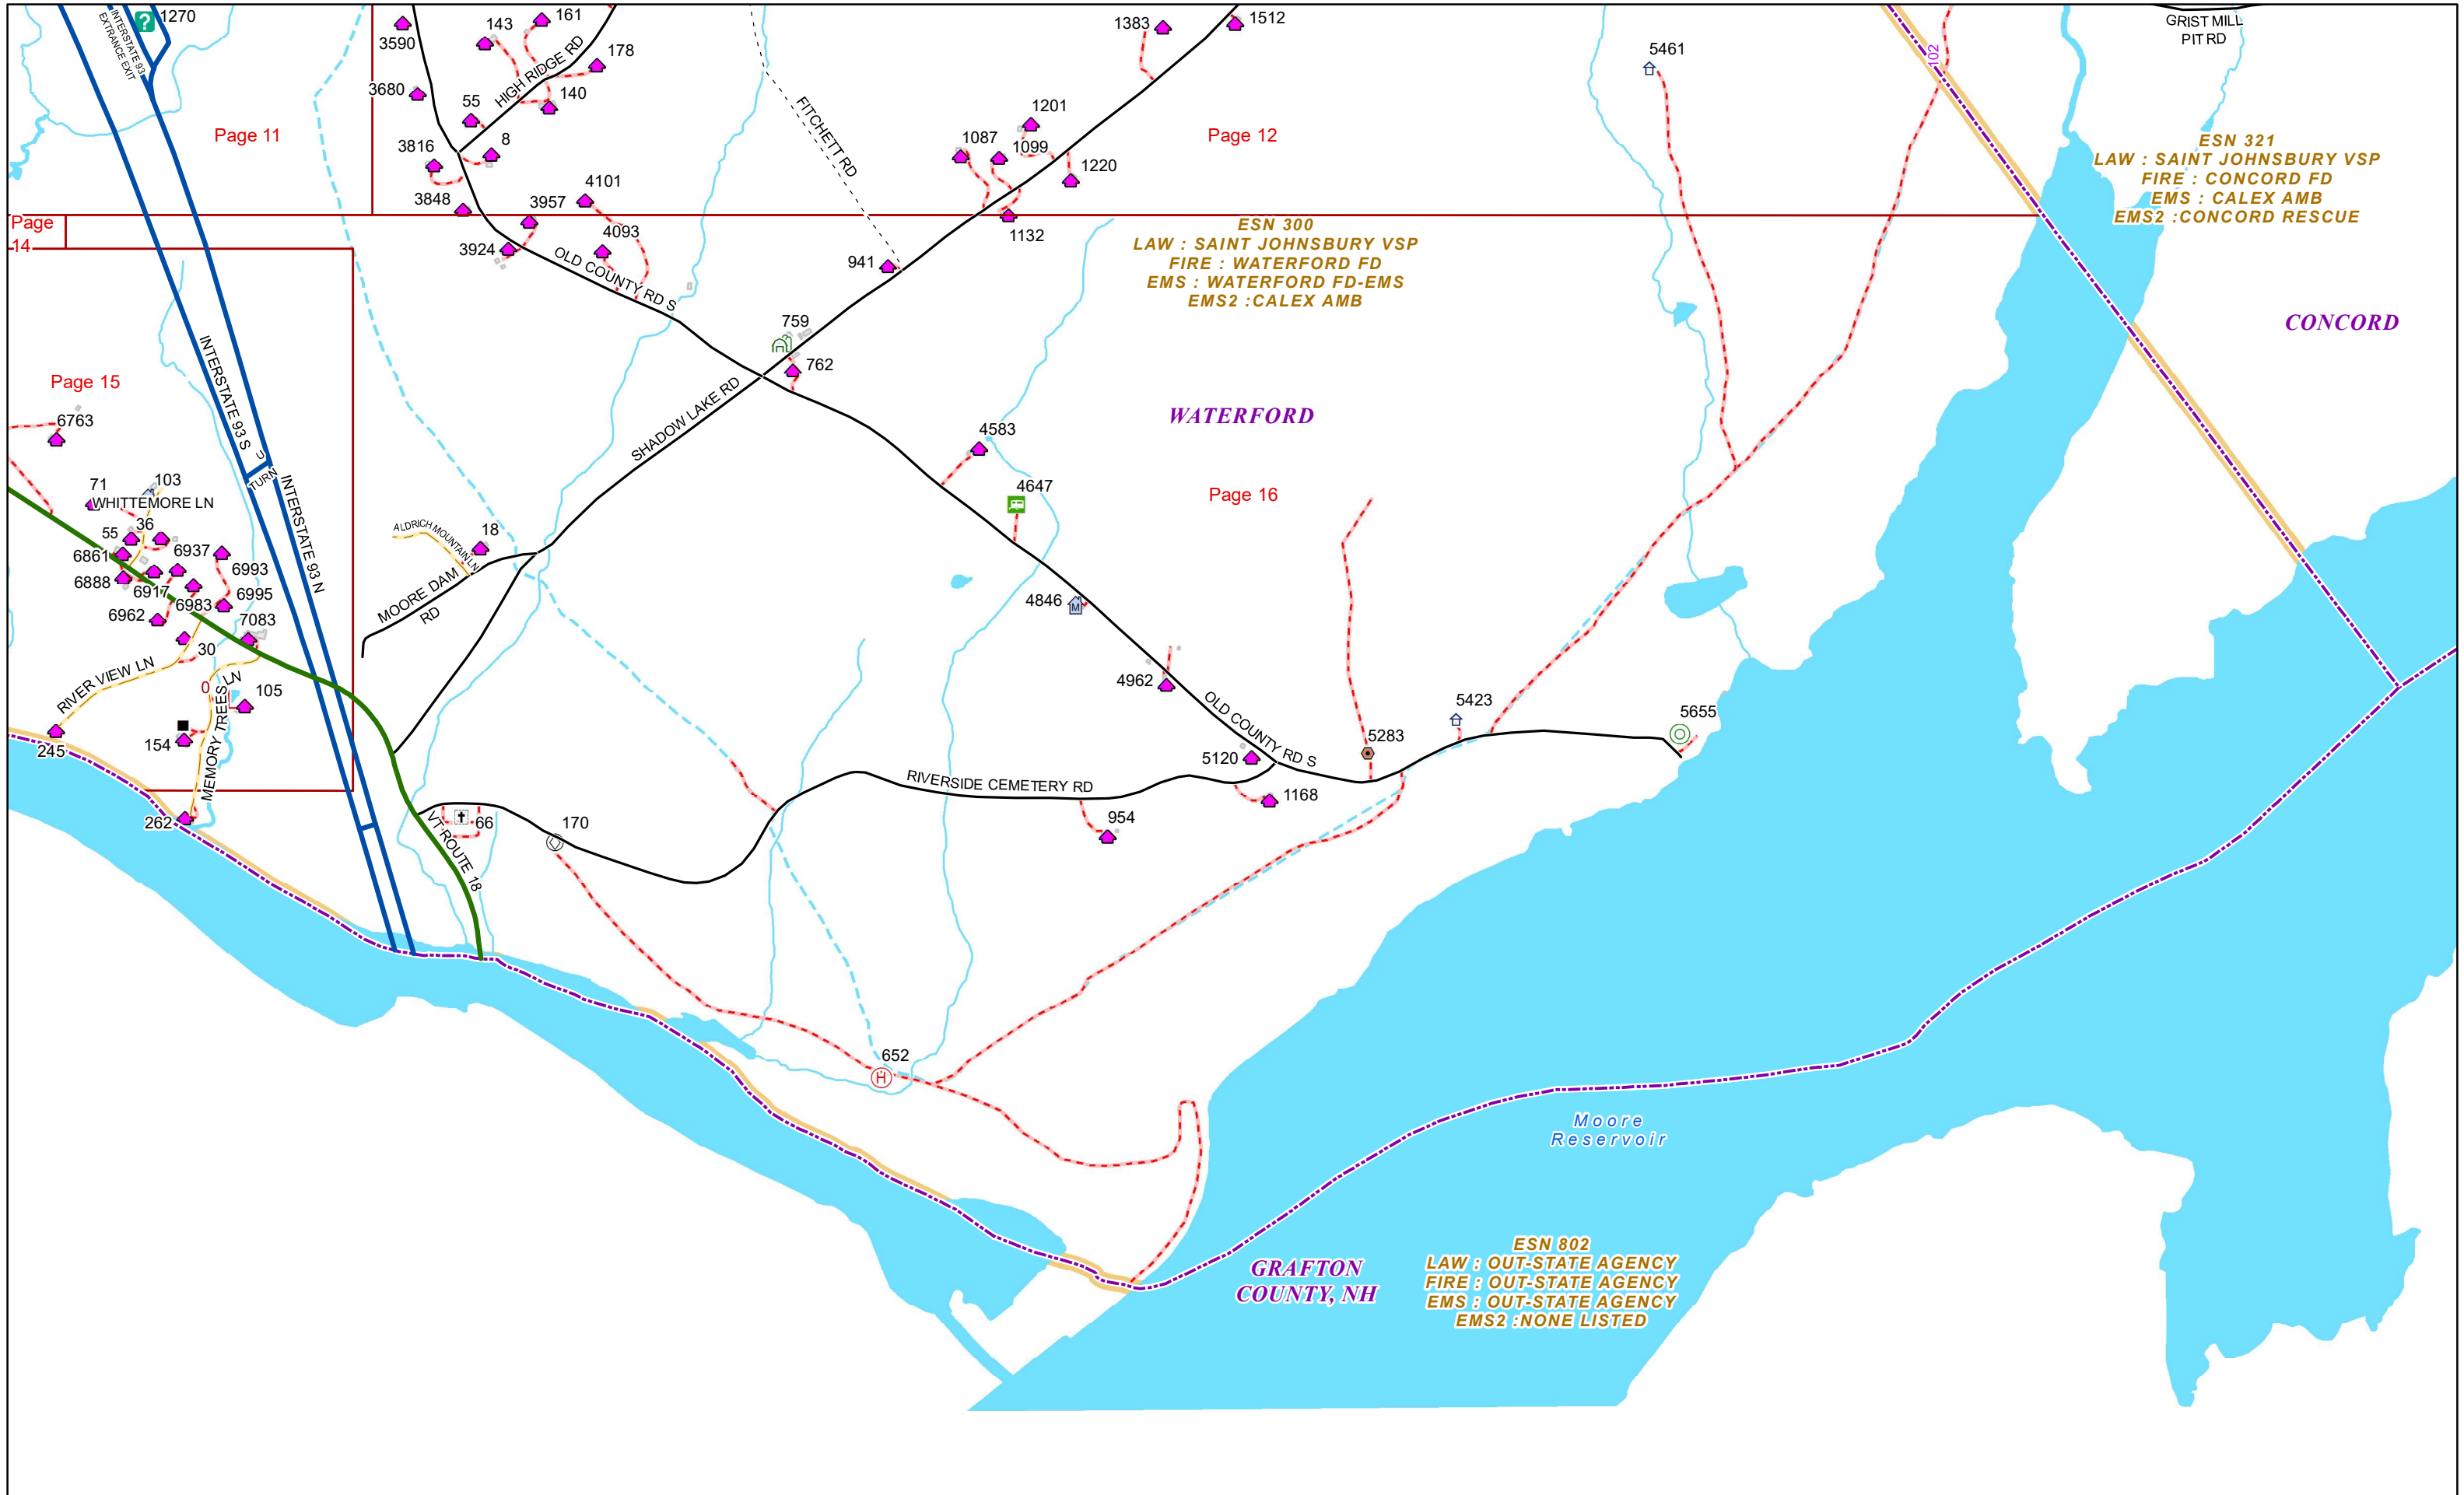 1270
INTERSTATE 93
ENTRANCE EXIT
3590
143
161
178
HIGH RIDGE RD
140
3680
55
8
3816
3848
Page 11
FITCHETT RD
1383
1512
1201
1087
1099
1220
1132
Page 12
5461
102
GRIST MILL
PIT RD
ESN 321
LAW : SAINT JOHNSBURY VSP
FIRE : CONCORD FD
EMS : CALEX AMB
EMS2 :CONCORD RESCUE
Page
14
3957
4101
3924
4093
OLD COUNTY RD S
941
ESN 300
LAW : SAINT JOHNSBURY VSP
FIRE : WATERFORD FD
EMS : WATERFORD FD-EMS
EMS2 :CALEX AMB
CONCORD
759
762
SHADOW LAKE RD
WATERFORD
Page 15
INTERSTATE 93 S
U TURN
INTERSTATE 93 N
6763
4583
4647
Page 16
71
103
WHITTEMORE LN
55
36
6861
6937
6888
6993
6917
6995
6983
6962
7083
30
ALDRICH MOUNTAIN LN
18
MOORE DAM
RD
4846
4962
OLD COUNTY RD S
RIVER VIEW LN
0
MEMORY TREES LN
105
154
245
262
5423
5655
5283
5120
1168
RIVERSIDE CEMETERY RD
954
66
170
VT ROUTE 18
H
652
Moore
Reservoir
GRAFTON
COUNTY, NH
ESN 802
LAW : OUT-STATE AGENCY
FIRE : OUT-STATE AGENCY
EMS : OUT-STATE AGENCY
EMS2 :NONE LISTED